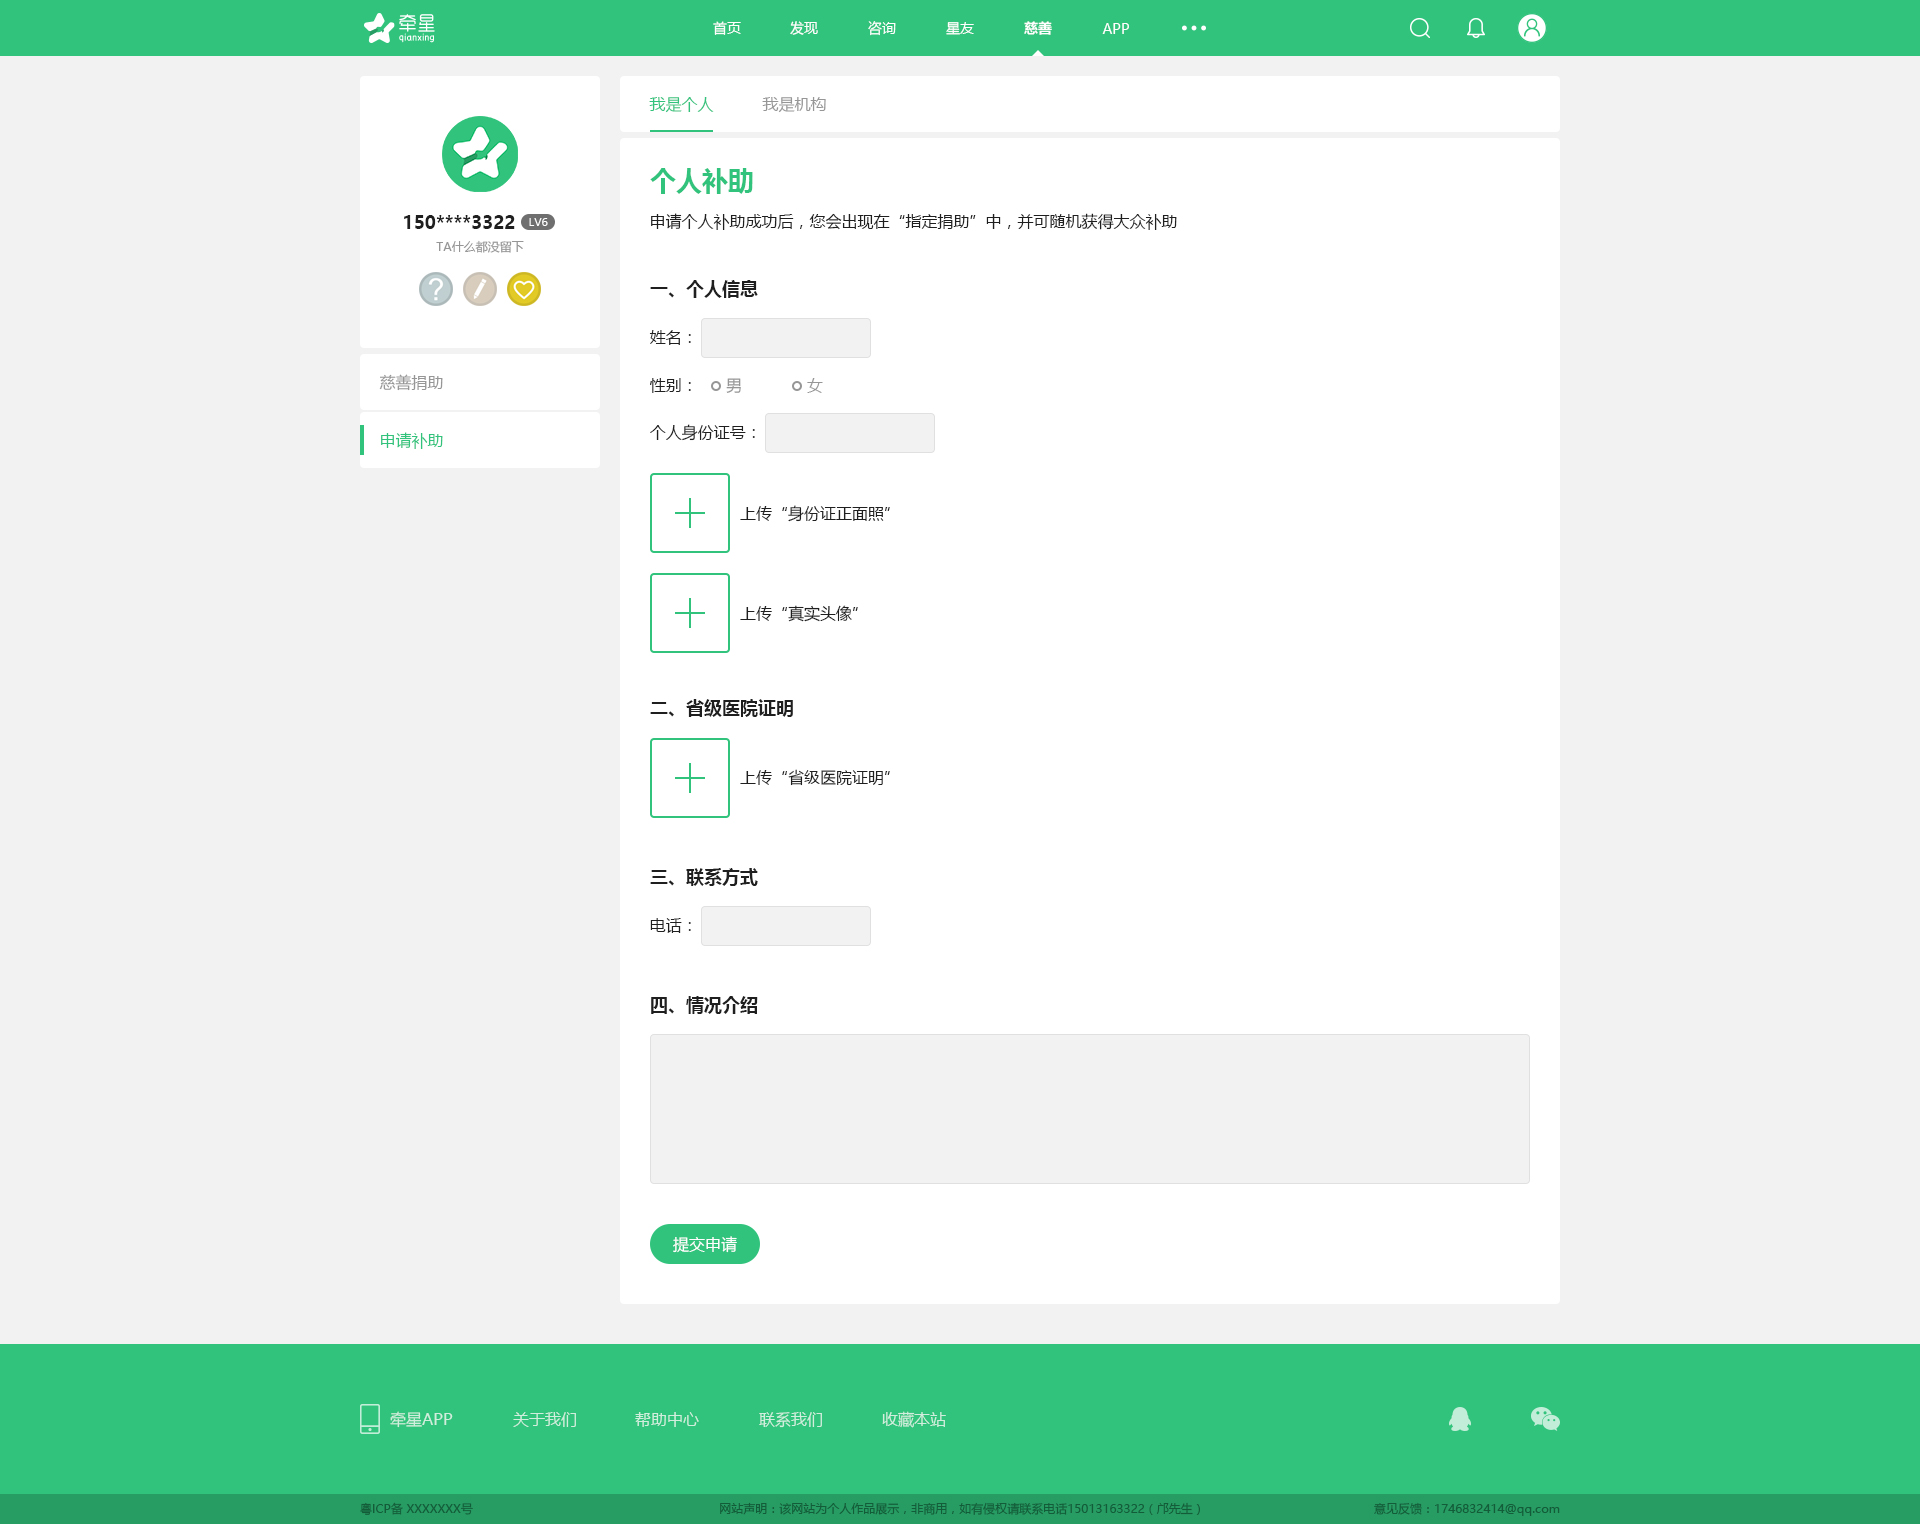 牵星
qianxing
首页 发现 咨询 星友 慈善 APP
150****3322 LV6
TA什么都没留下
慈善捐助
申请补助
我是个人 我是机构
个人补助
申请个人补助成功后，您会出现在“指定捐助”中，并可随机获得大众补助
一、个人信息
姓名：
性别： 男 女
个人身份证号：
上传“身份证正面照”
上传“真实头像”
二、省级医院证明
上传“省级医院证明”
三、联系方式
电话：
四、情况介绍
提交申请
牵星APP 关于我们 帮助中心 联系我们 收藏本站
粤ICP备 XXXXXXX号 网站声明：该网站为个人作品展示，非商用，如有侵权请联系电话15013163322（邝先生） 意见反馈：1746832414@qq.com